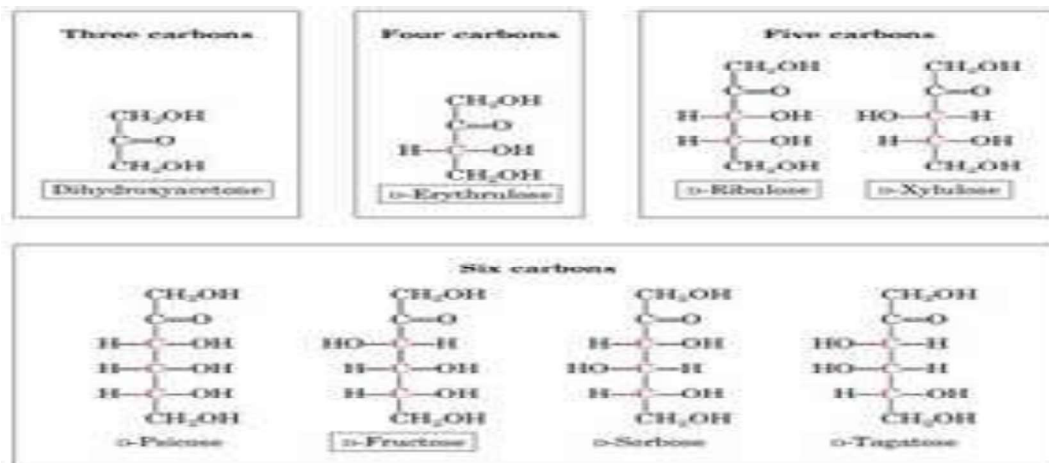 Three carbons
CH₂OH
C=O
CH₂OH
Dihydroxyacetone
Four carbons
CH₂OH
C=O
H—C—OH
CH₂OH
D-Erythrulose
Five carbons
CH₂OH
C=O
H—C—OH
H—C—OH
CH₂OH
D-Ribulose
CH₂OH
C=O
HO—C—H
H—C—OH
CH₂OH
D-Xylulose
Six carbons
CH₂OH
C=O
H—C—OH
H—C—OH
H—C—OH
CH₂OH
D-Psicose
CH₂OH
C=O
HO—C—H
H—C—OH
H—C—OH
CH₂OH
D-Fructose
CH₂OH
C=O
H—C—OH
HO—C—H
H—C—OH
CH₂OH
D-Sorbose
CH₂OH
C=O
HO—C—H
HO—C—H
H—C—OH
CH₂OH
D-Tagatose